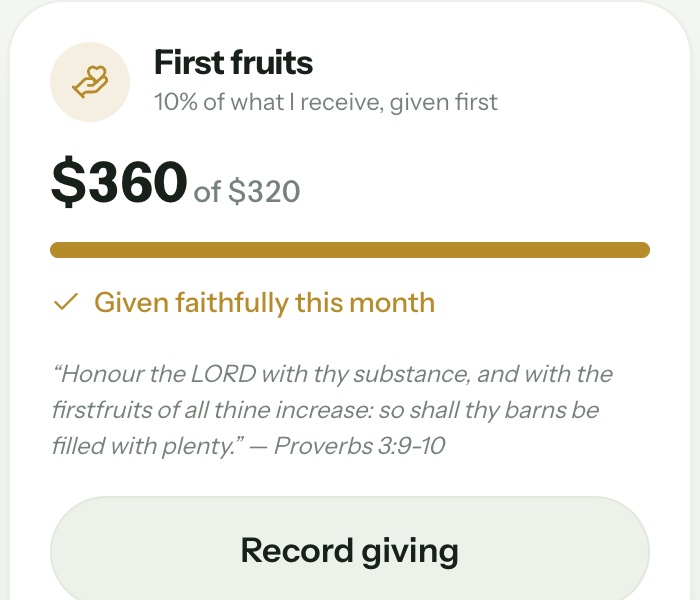 First fruits
10% of what I receive, given first
$360 of $320
Given faithfully this month
“Honour the LORD with thy substance, and with the
firstfruits of all thine increase: so shall thy barns be
filled with plenty.” — Proverbs 3:9-10
Record giving